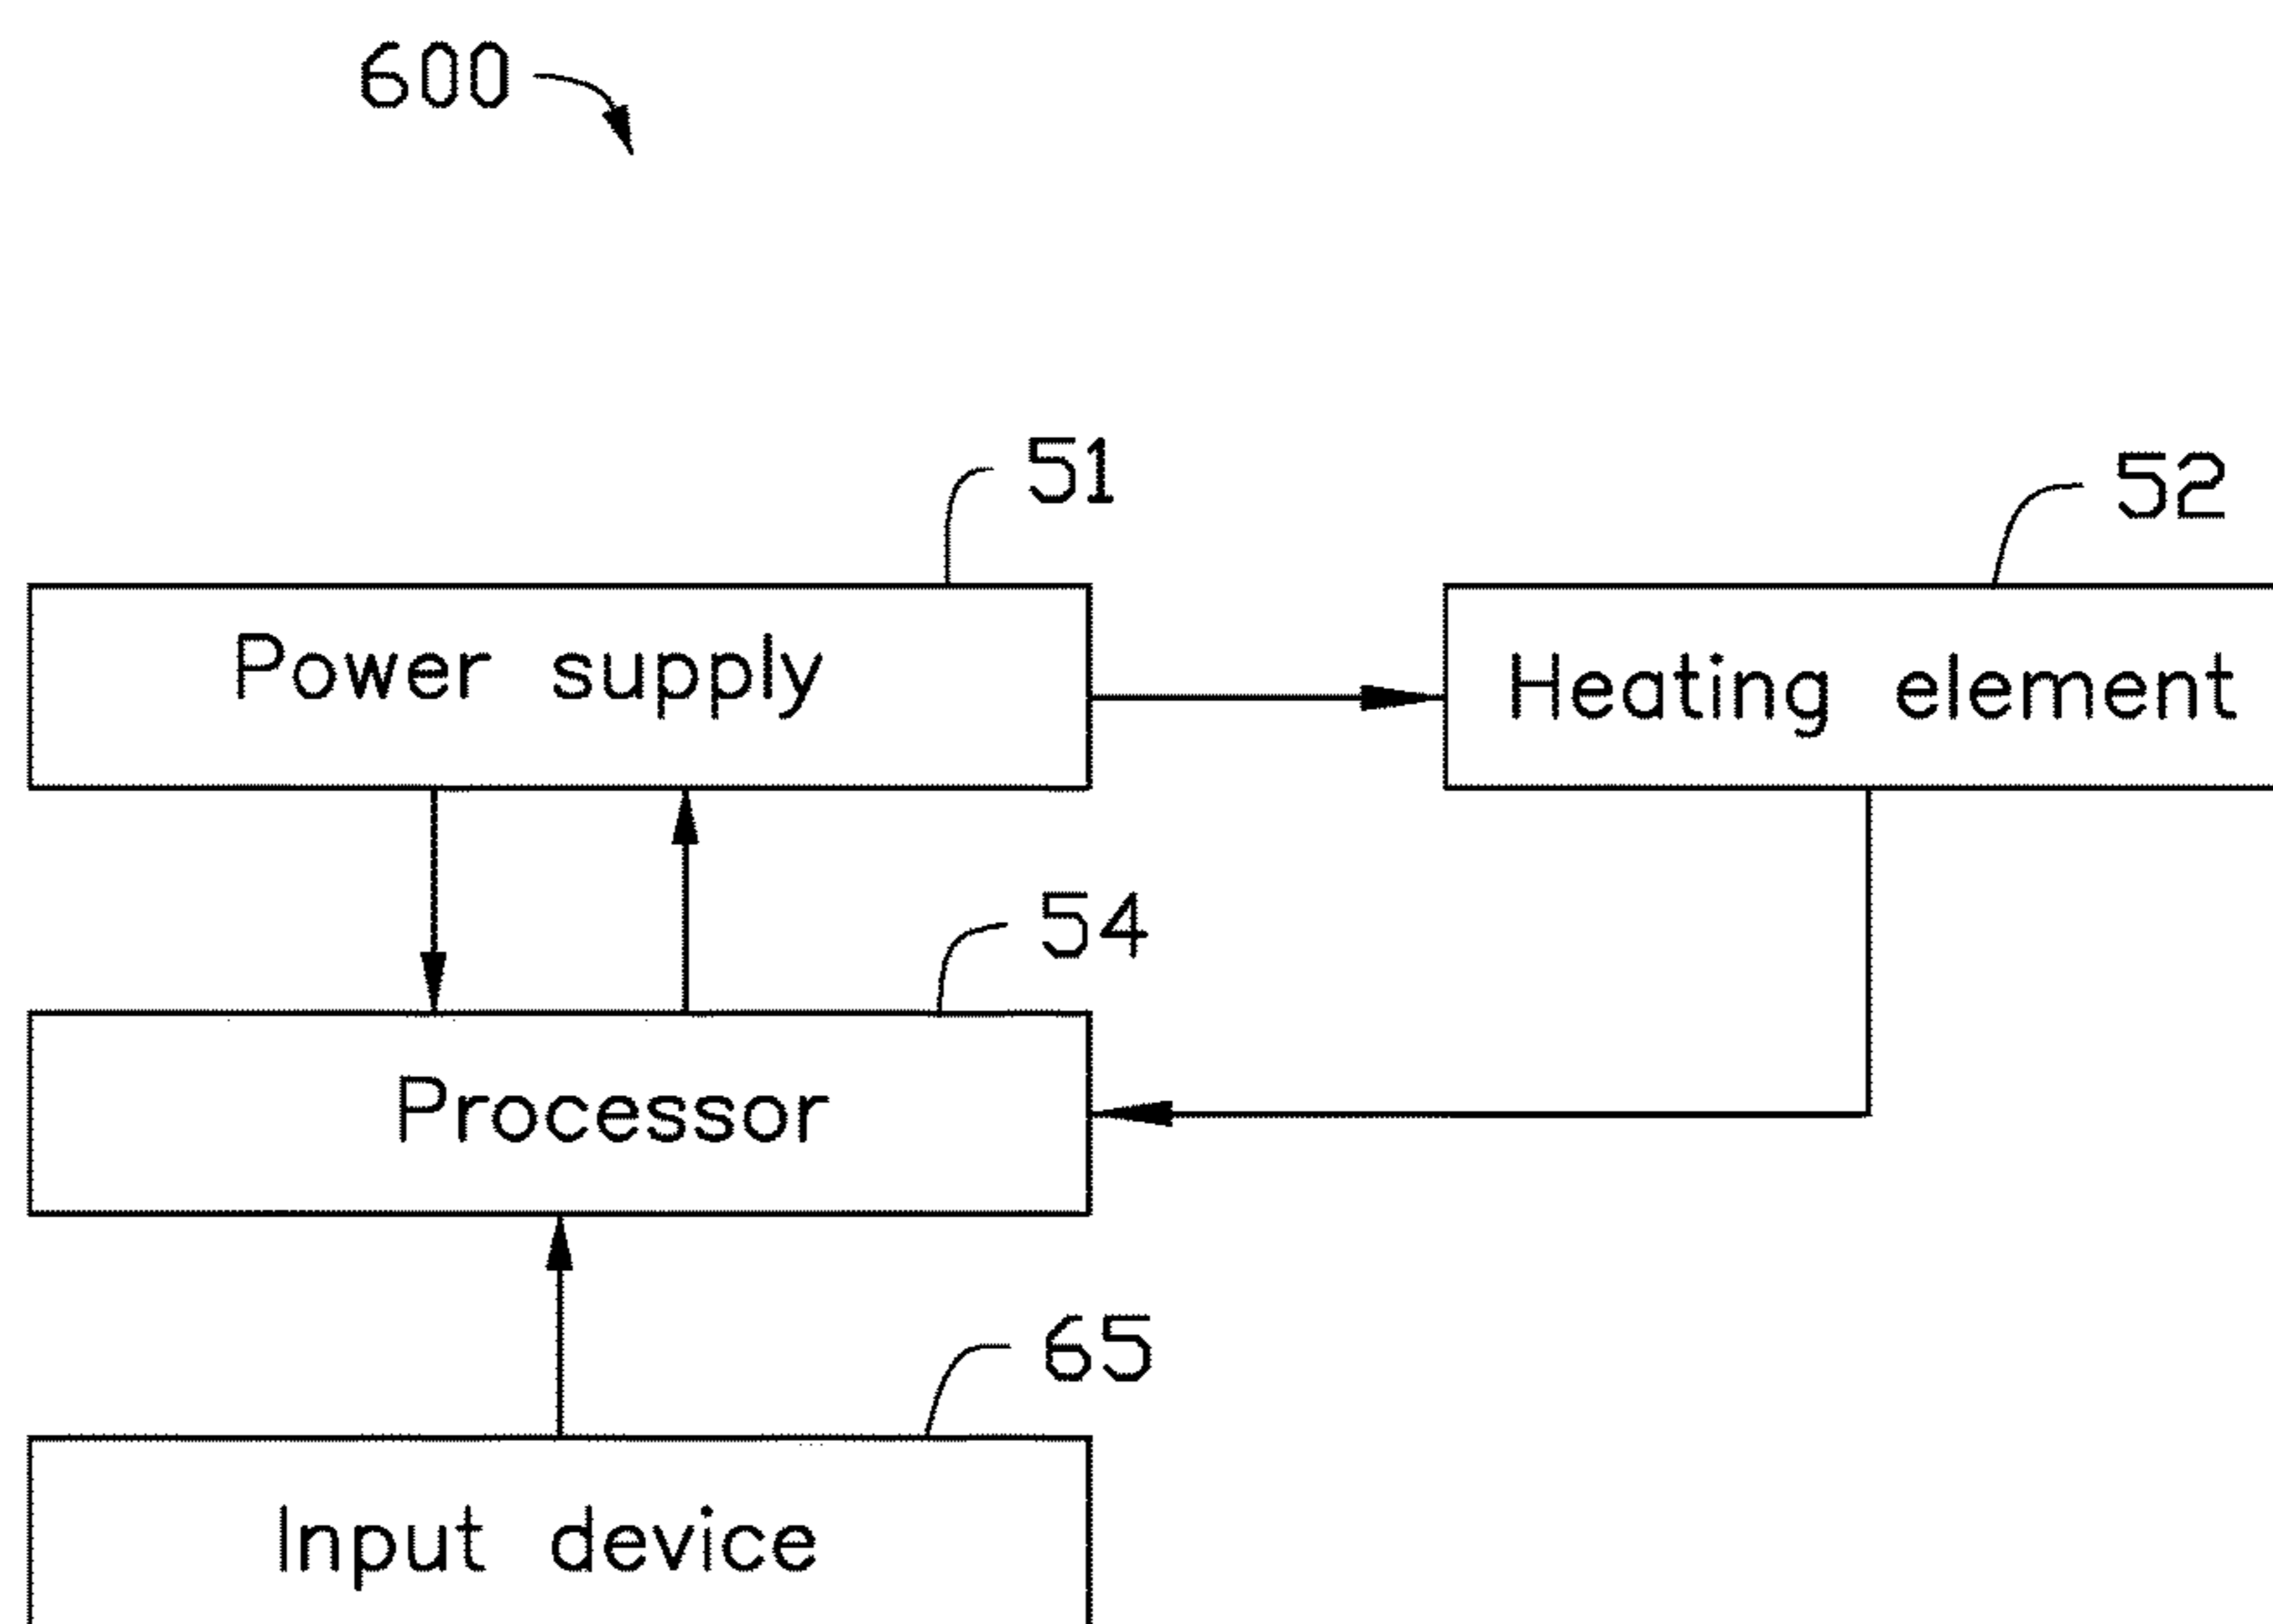 600
51
52
Power supply
Heating element
54
Processor
65
Input device